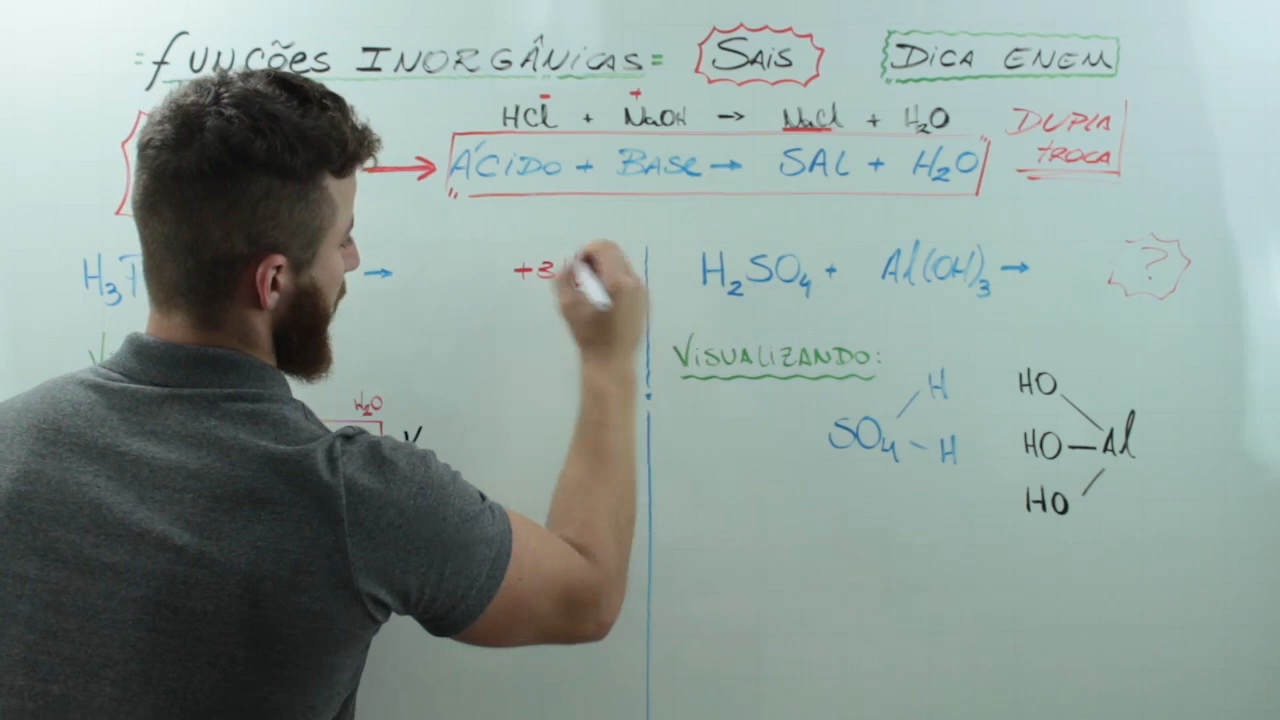 = FUNÇÕES INORGÂNICAS = SAIS DICA ENEM
HCl + NaOH → NaCl + H₂O DUPLA TROCA
- +
ÁCIDO + BASE → SAL + H₂O
H₃P → +3 H₂SO₄ + Al(OH)₃ → ?
VISUALIZANDO:
H HO
SO₄ H HO Al
HO
H₂O
K